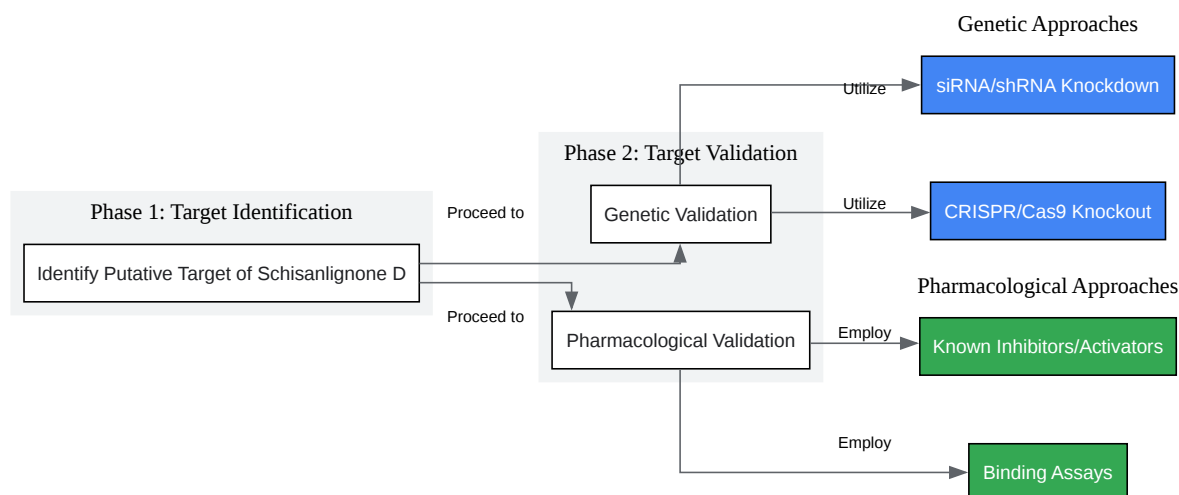 Genetic Approaches
siRNA/shRNA Knockdown
Utilize
Phase 2: Target Validation
Phase 1: Target Identification
Proceed to
Genetic Validation
Utilize
CRISPR/Cas9 Knockout
Identify Putative Target of Schisanlignone D
Pharmacological Approaches
Proceed to
Pharmacological Validation
Employ
Known Inhibitors/Activators
Employ
Binding Assays